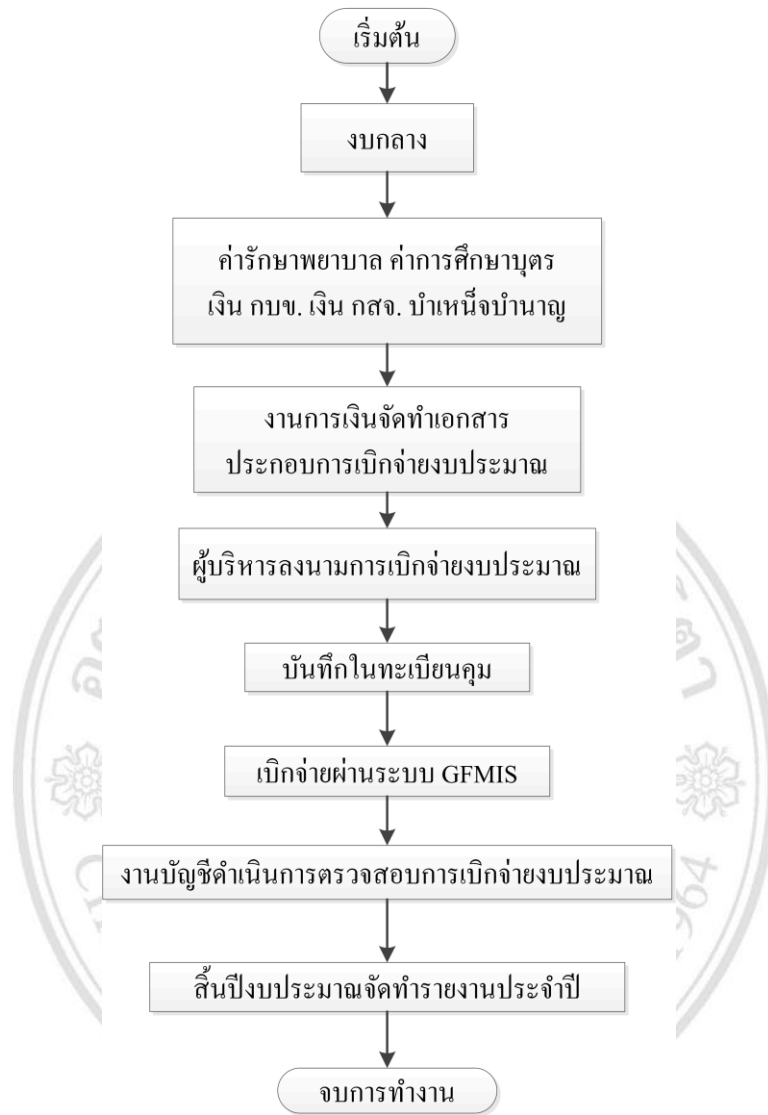 เริ่มต้น
งบกลาง
ค่ารักษาพยาบาล ค่าการศึกษาบุตร
เงิน กบข. เงิน กสจ. บำเหน็จบำนาญ
งานการเงินจัดทำเอกสาร
ประกอบการเบิกจ่ายงบประมาณ
ผู้บริหารลงนามการเบิกจ่ายงบประมาณ
บันทึกในทะเบียนคุม
เบิกจ่ายผ่านระบบ GFMIS
งานบัญชีดำเนินการตรวจสอบการเบิกจ่ายงบประมาณ
สิ้นปีงบประมาณจัดทำรายงานประจำปี
จบการทำงาน
964